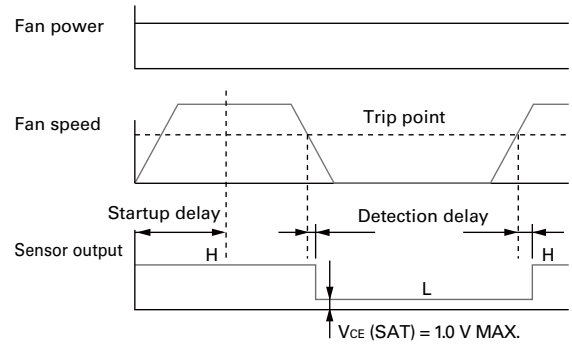 Fan power
Fan speed
Trip point
Startup delay
Detection delay
Sensor output
H
H
L
VCE (SAT) = 1.0 V MAX.